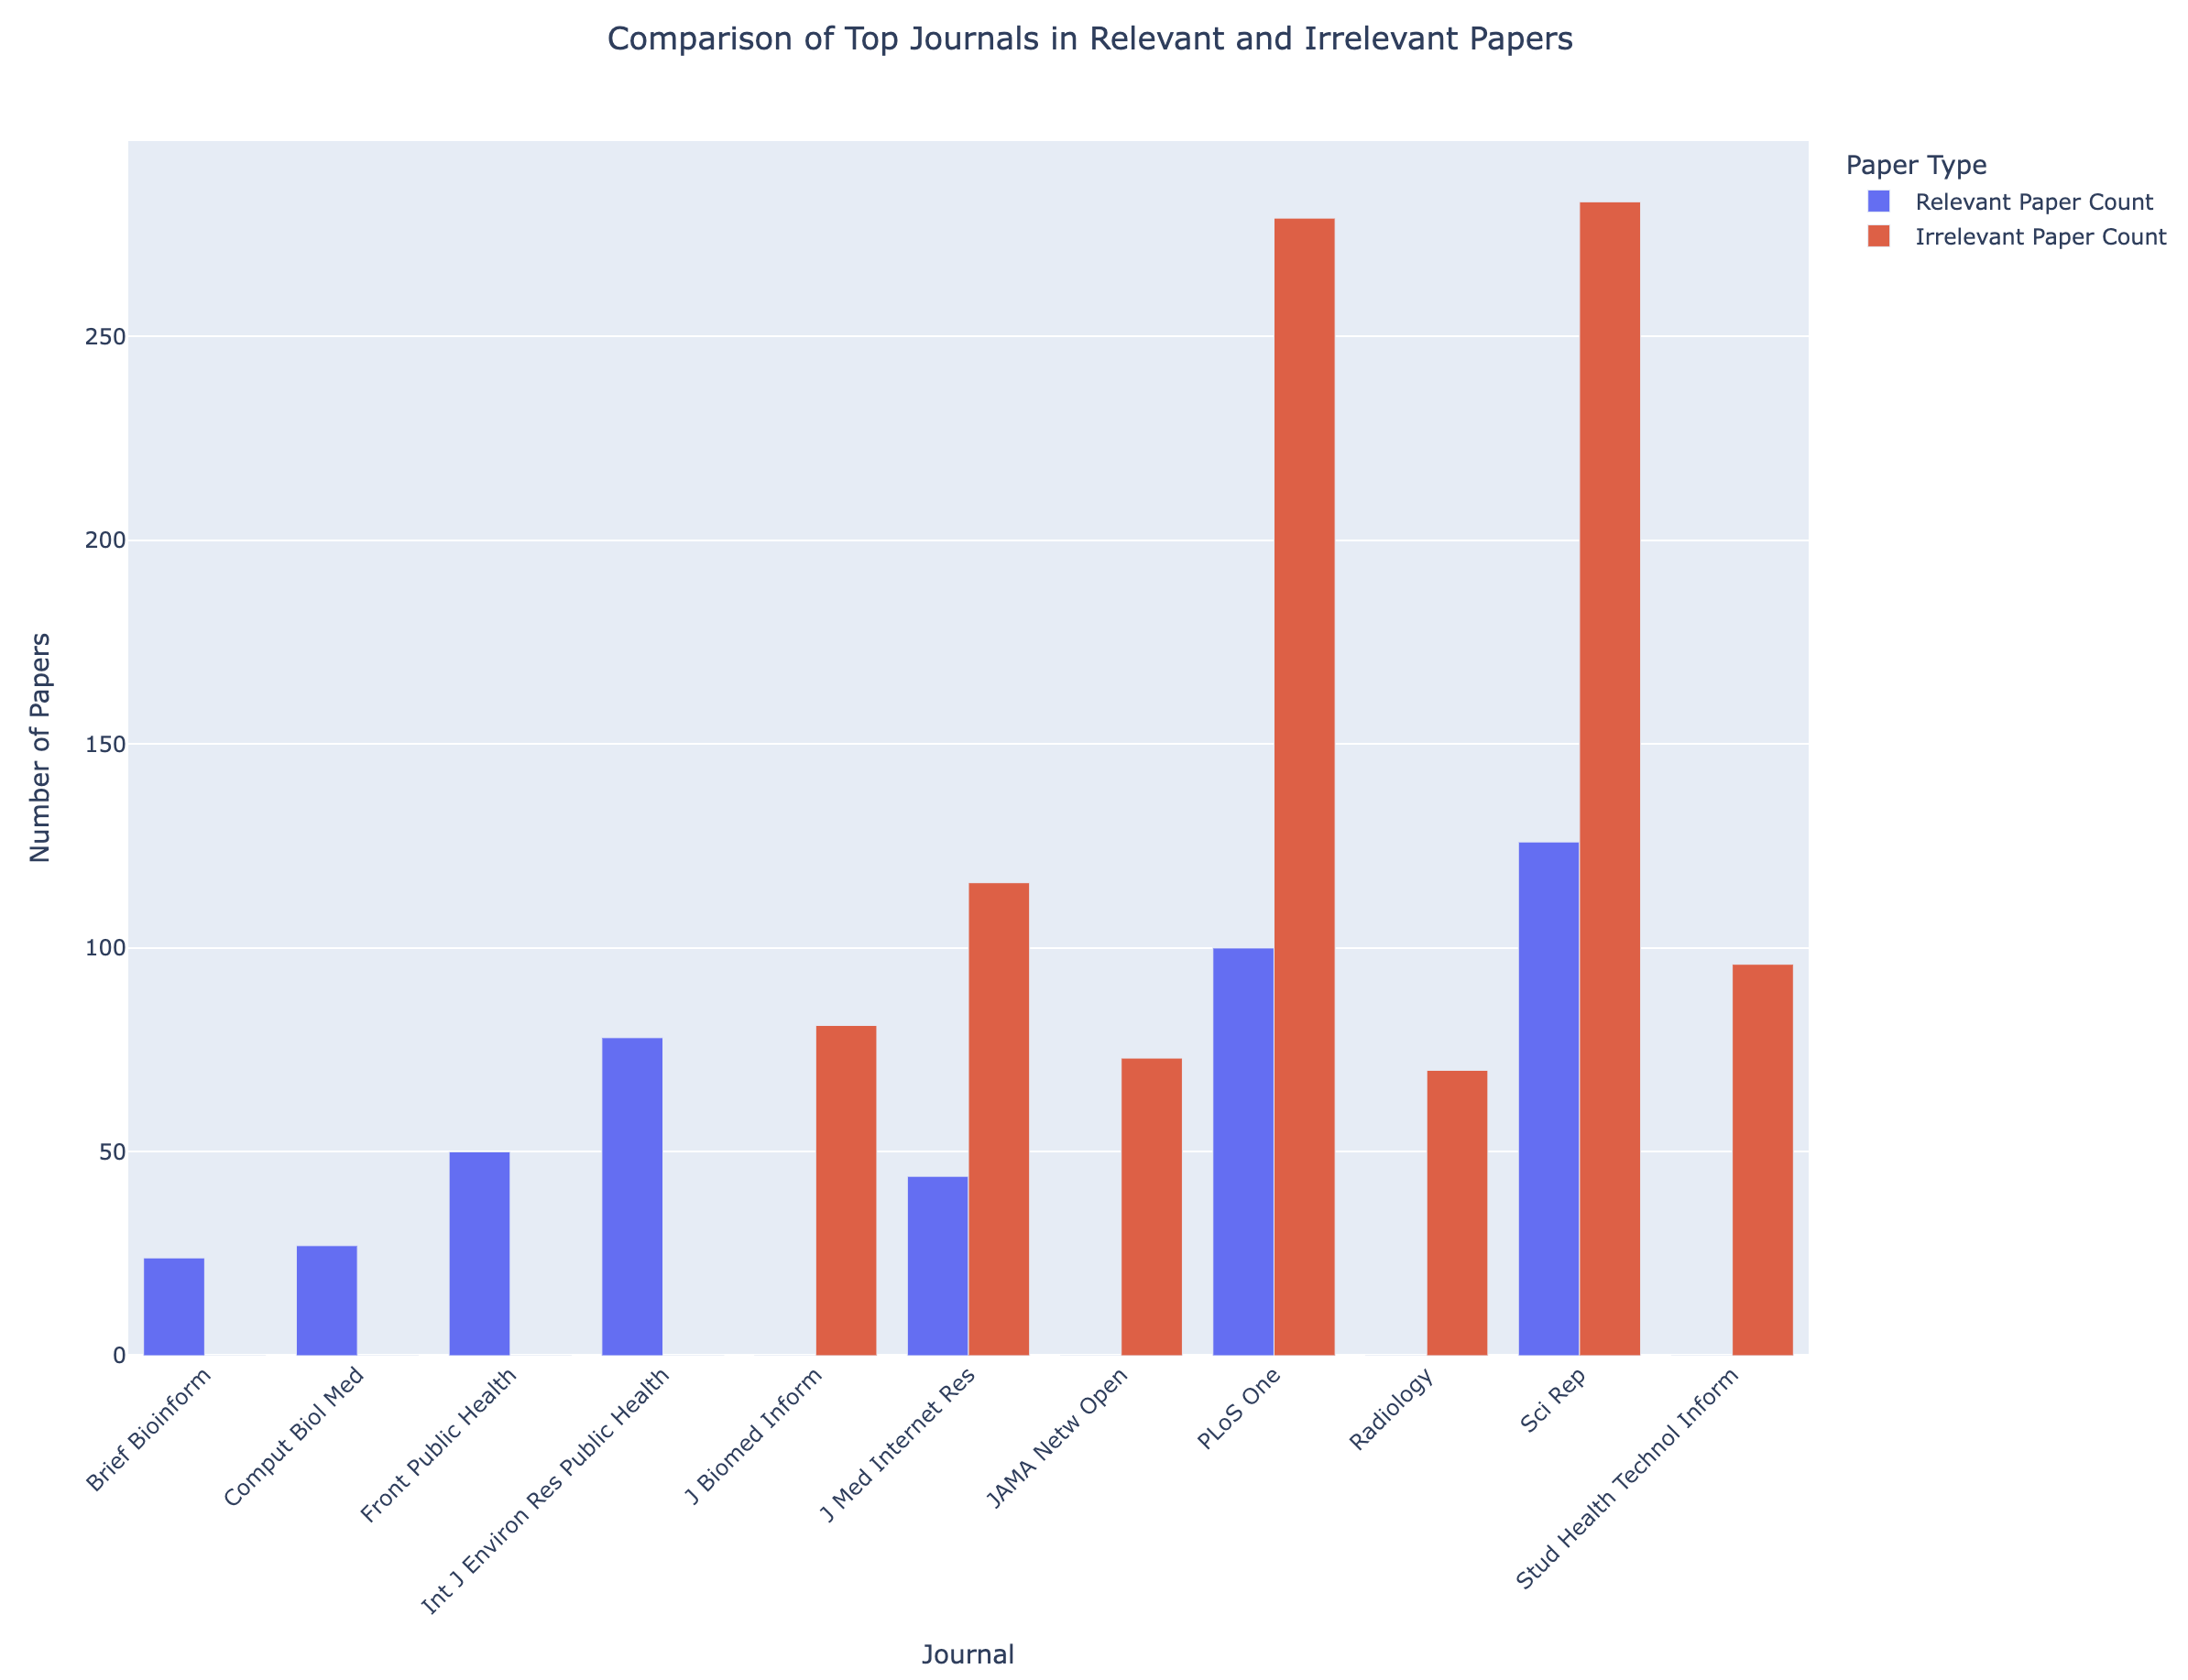 Comparison of Top Journals in Relevant and Irrelevant Papers
Paper Type
Relevant Paper Count
Irrelevant Paper Count
Number of Papers
250
200
150
100
50
0
Brief Bioinform
Comput Biol Med
Front Public Health
Int J Environ Res Public Health
J Biomed Inform
J Med Internet Res
JAMA Netw Open
PLoS One
Radiology
Sci Rep
Stud Health Technol Inform
Journal